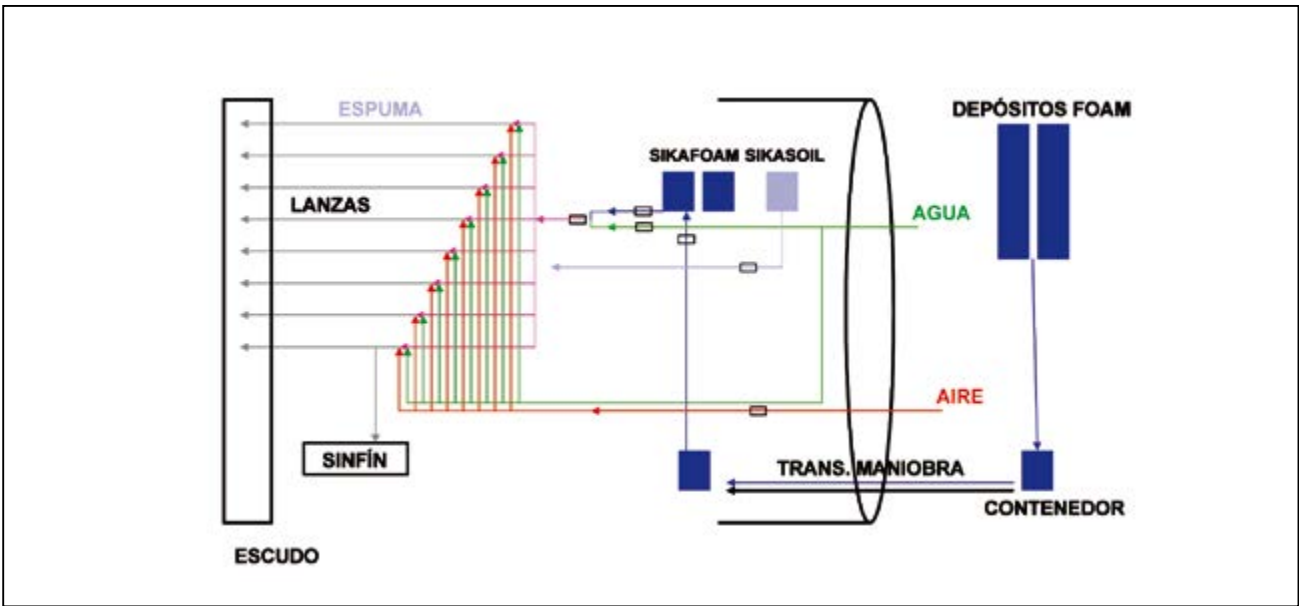 ESPUMA
DEPÓSITOS FOAM
SIKAFOAM SIKASOIL
LANZAS
AGUA
AIRE
SINFÍN
TRANS. MANIOBRA
CONTENEDOR
ESCUDO